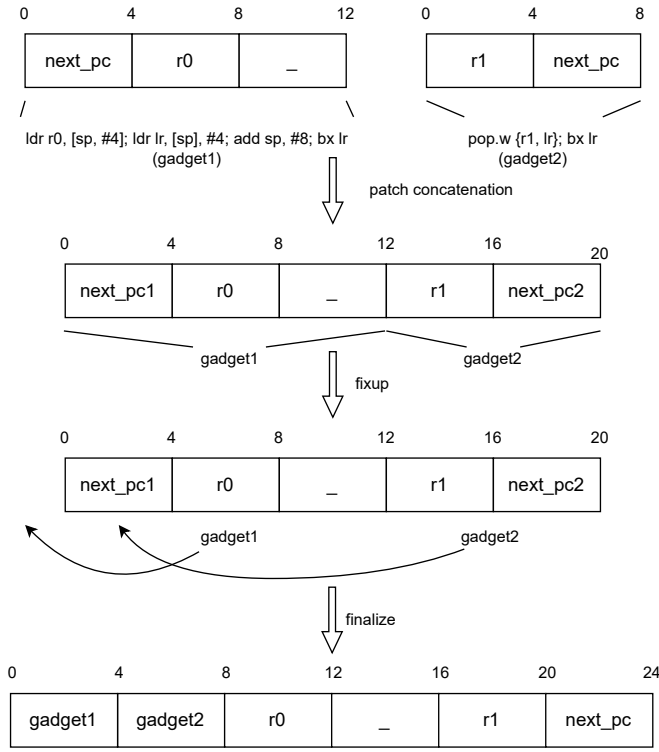 0 4 8 12 0 4 8
next_pc r0 _ r1 next_pc
ldr r0, [sp, #4]; ldr lr, [sp], #4; add sp, #8; bx lr
(gadget1)
pop.w {r1, lr}; bx lr
(gadget2)
patch concatenation
0 4 8 12 16 20
next_pc1 r0 _ r1 next_pc2
gadget1 gadget2
fixup
0 4 8 12 16 20
next_pc1 r0 _ r1 next_pc2
gadget1 gadget2
finalize
0 4 8 12 16 20 24
gadget1 gadget2 r0 _ r1 next_pc